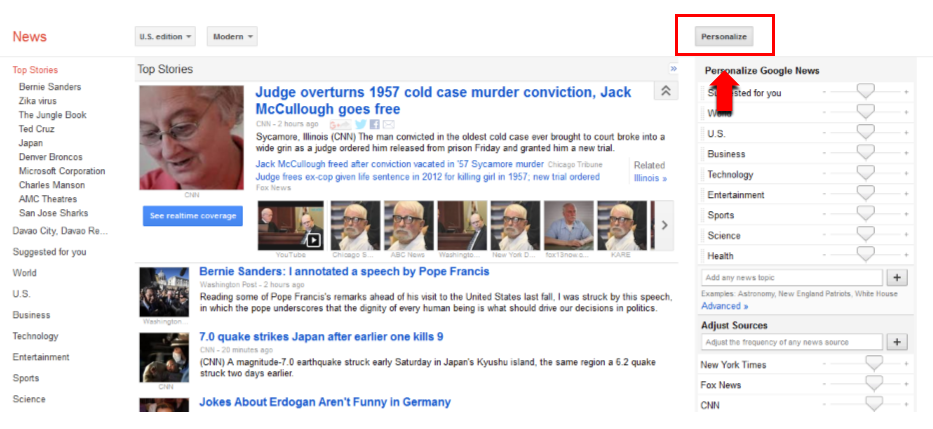 News
U.S. edition
Modern
Personalize
Top Stories
Bernie Sanders
Zika virus
The Jungle Book
Ted Cruz
Japan
Denver Broncos
Microsoft Corporation
Charles Manson
AMC Theatres
San Jose Sharks
Davao City, Davao Re...
Suggested for you
World
U.S.
Business
Technology
Entertainment
Sports
Science
Top Stories
»
CNN
See realtime coverage
Judge overturns 1957 cold case murder conviction, Jack
McCullough goes free
CNN - 2 hours ago
Sycamore, Illinois (CNN) The man convicted in the oldest cold case ever brought to court broke into a
wide grin as a judge ordered him released from prison Friday and granted him a new trial.
Jack McCullough freed after conviction vacated in '57 Sycamore murder Chicago Tribune
Judge frees ex-cop given life sentence in 2012 for killing girl in 1957; new trial ordered
Fox News
Related
Illinois »
YouTube
Chicago S...
ABC News
Washingto...
New York D...
fox13now.c...
KARE
Bernie Sanders: I annotated a speech by Pope Francis
Washington Post - 2 hours ago
Reading some of Pope Francis's remarks ahead of his visit to the United States last fall, I was struck by this speech,
in which the pope underscores that the dignity of every human being is what should drive our decisions in politics.
Washington...
7.0 quake strikes Japan after earlier one kills 9
CNN - 20 minutes ago
(CNN) A magnitude-7.0 earthquake struck early Saturday in Japan's Kyushu island, the same region a 6.2 quake
struck two days earlier.
CNN
Jokes About Erdogan Aren't Funny in Germany
Personalize Google News
for you
U.S.
Business
Technology
Entertainment
Sports
Science
Health
Add any news topic
+
Examples: Astronomy, New England Patriots, White House
Advanced »
Adjust Sources
Adjust the frequency of any news source
+
New York Times
Fox News
CNN